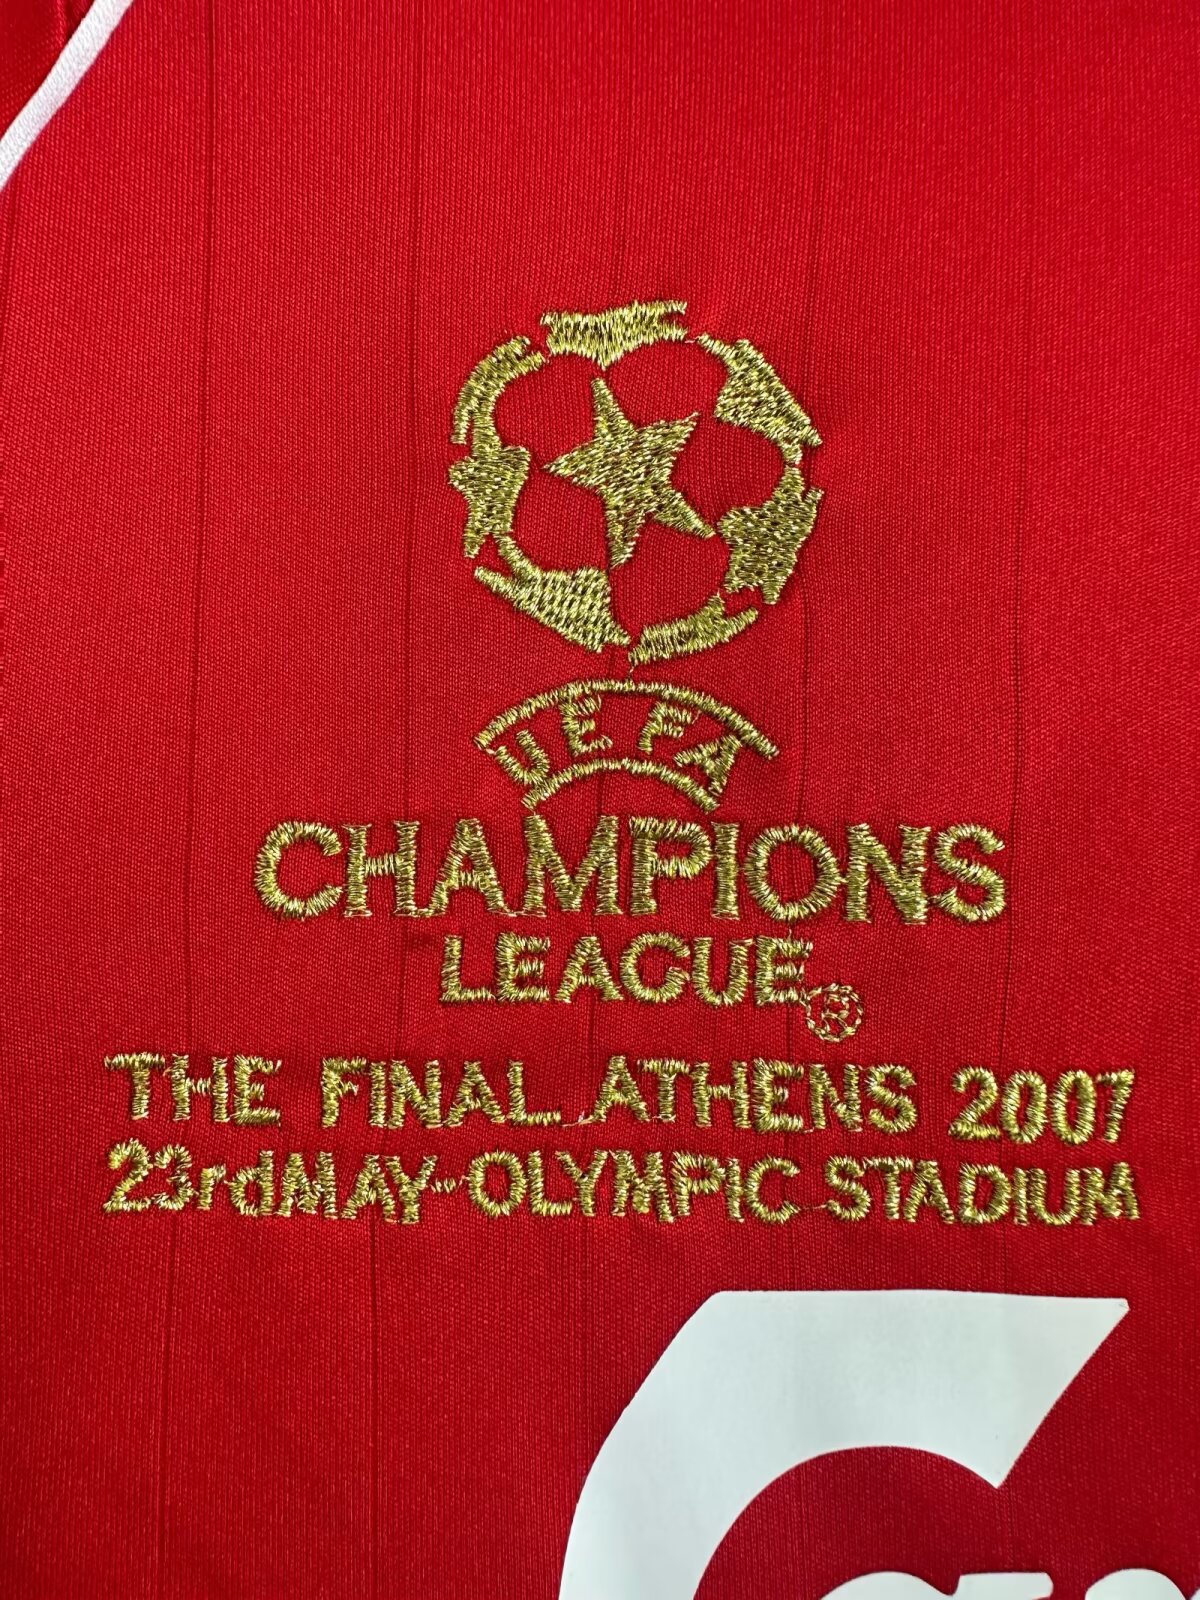 UEFA
CHAMPIONS
LEAGUE®
THE FINAL ATHENS 2007
23rdMAY-OLYMPIC STADIUM
C